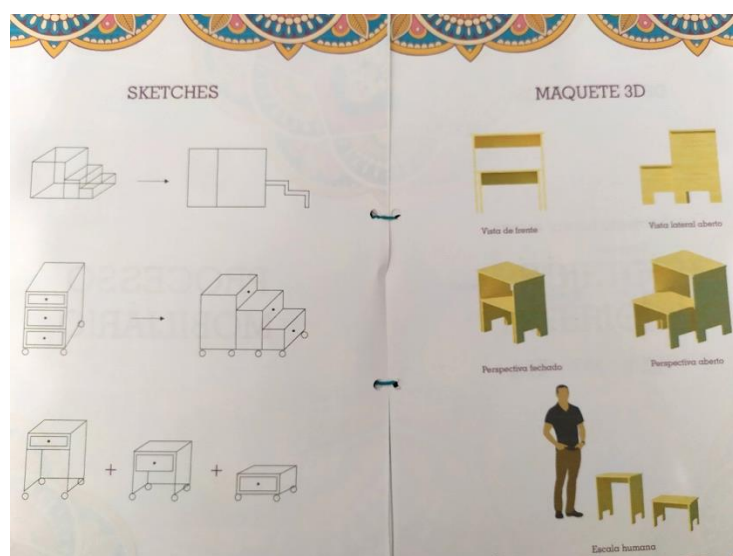 SKETCHES
MAQUETE 3D
Vista de frente
Vista lateral aberto
Perspectiva fechado
Perspectiva aberto
Escala humana